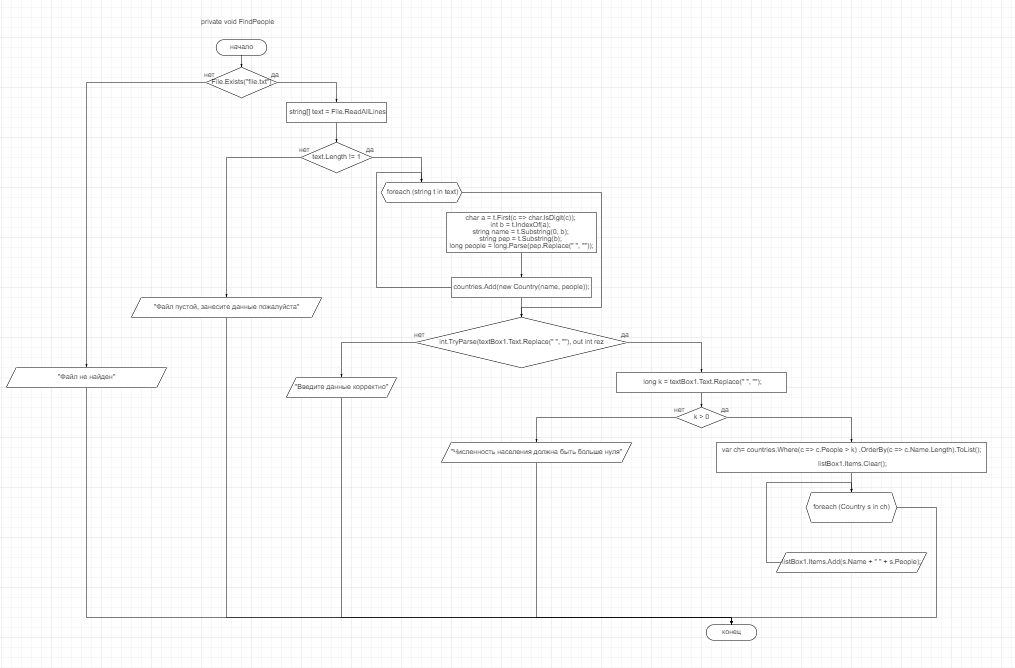 private void FindPeople
начало
нет
да
File.Exists("file.txt")
string[] text = File.ReadAllLines
нет
да
text.Length != 1
foreach (string t in text)
char a = t.First(c => char.IsDigit(c));
int b = t.IndexOf(a);
string name = t.Substring(0, b);
string pep = t.Substring(b);
long people = long.Parse(pep.Replace(" ", ""));
countries.Add(new Country(name, people));
"Файл пустой, занесите данные пожалуйста"
нет
да
int.TryParse(textBox1.Text.Replace(" ", ""), out int rez
"Файл не найден"
"Введите данные корректно"
long k = textBox1.Text.Replace(" ", "");
нет
да
k > 0
"Численность население должна быть больше нуля"
var ch= countries.Where(c => c.People > k) .OrderBy(c => c.Name.Length).ToList();
listBox1.Items.Clear();
foreach (Country s in ch)
listBox1.Items.Add(s.Name + " " + s.People);
конец